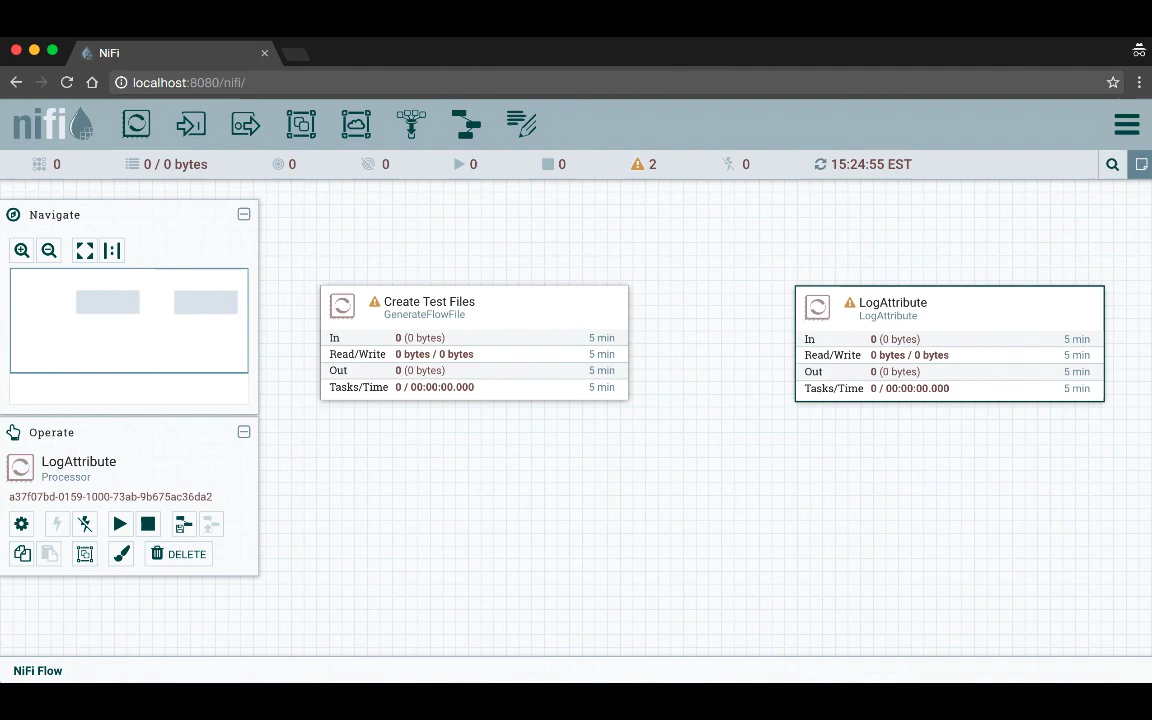 NiFi
localhost:8080/nifi/
nifi
0 0 / 0 bytes 0 0 0 0 2 0 15:24:55 EST
Navigate
Create Test Files
GenerateFlowFile
In 0 (0 bytes) 5 min
Read/Write 0 bytes / 0 bytes 5 min
Out 0 (0 bytes) 5 min
Tasks/Time 0 / 00:00:00.000 5 min
LogAttribute
LogAttribute
In 0 (0 bytes) 5 min
Read/Write 0 bytes / 0 bytes 5 min
Out 0 (0 bytes) 5 min
Tasks/Time 0 / 00:00:00.000 5 min
Operate
LogAttribute
Processor
a37f07bd-0159-1000-73ab-9b675ac36da2
DELETE
NiFi Flow